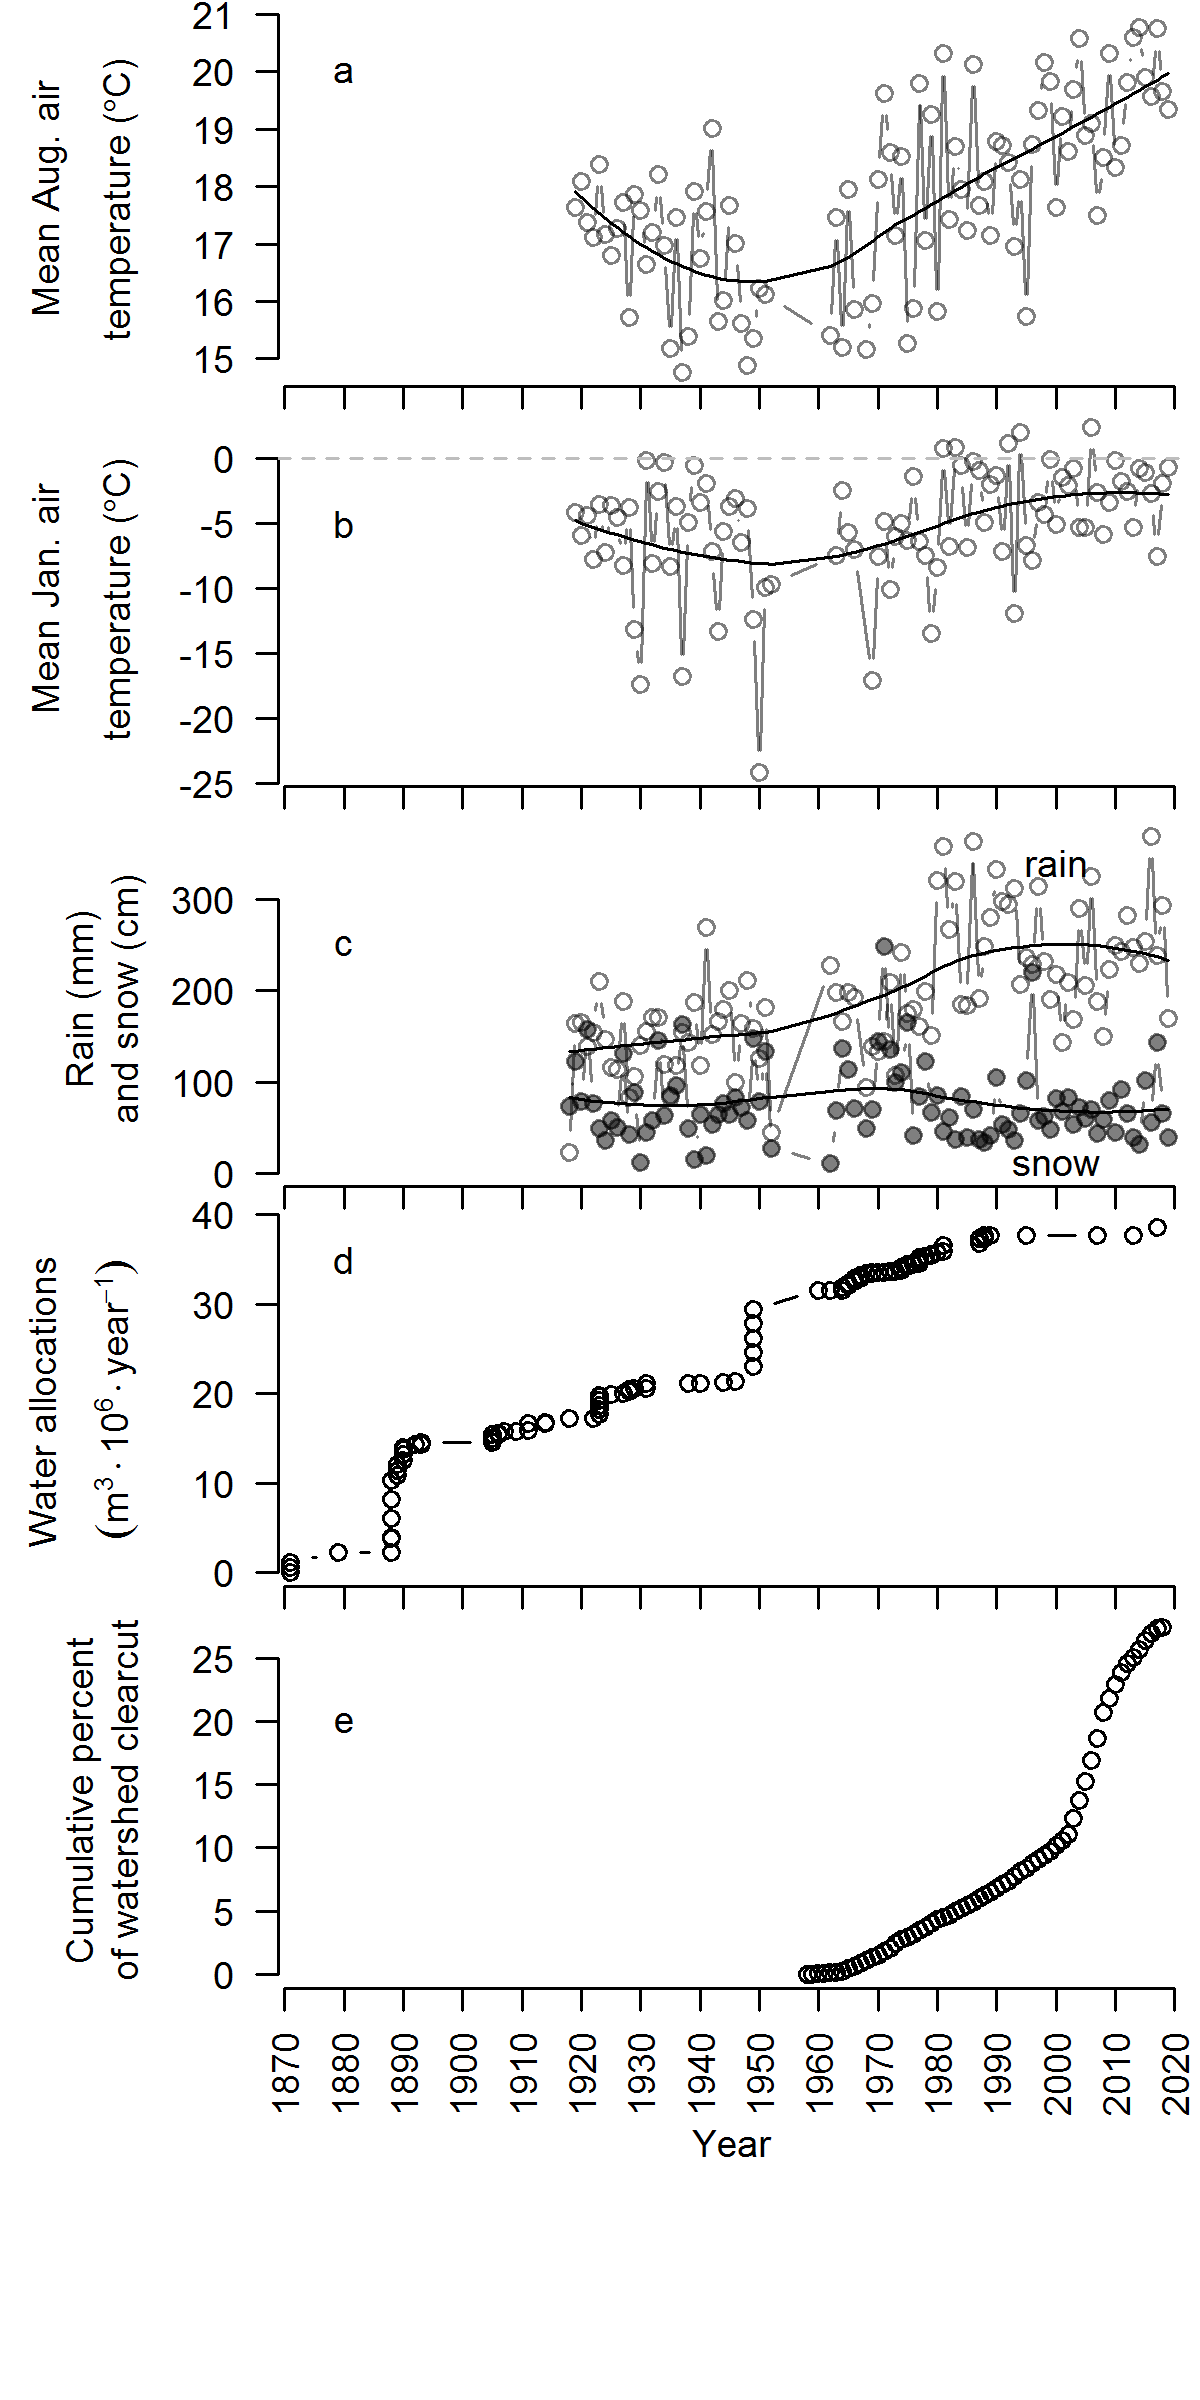 Mean Aug. air
temperature (°C)
21
20
19
18
17
16
15
a
Mean Jan. air
temperature (°C)
0
-5
-10
-15
-20
-25
b
Rain (mm)
and snow (cm)
300
200
100
0
c
rain
snow
Water allocations
(m³ · 10⁶ · year⁻¹)
40
30
20
10
0
d
Cumulative percent
of watershed clearcut
25
20
15
10
5
0
e
1870 1880 1890 1900 1910 1920 1930 1940 1950 1960 1970 1980 1990 2000 2010 2020
Year